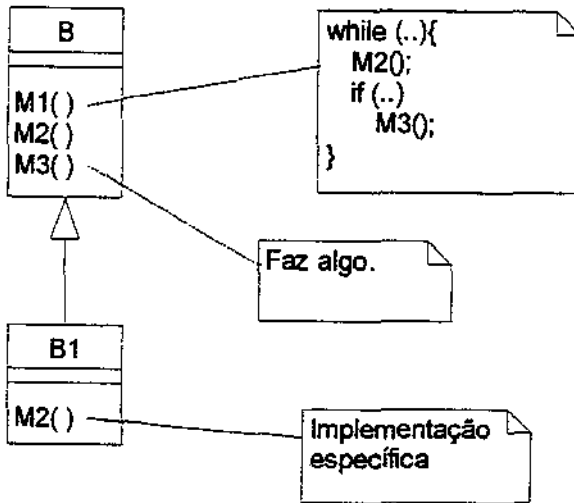 B
M1( )
M2( )
M3( )
while (..){
M2();
if (..)
M3();
}
Faz algo.
B1
M2( )
Implementação
específica